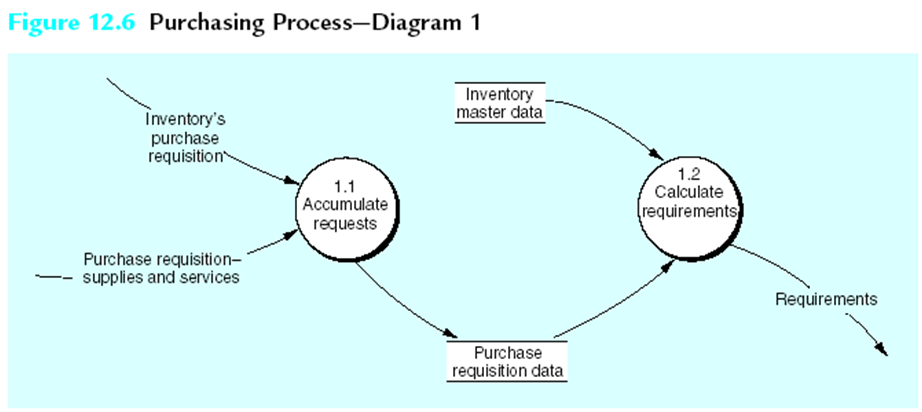 Figure 12.6 Purchasing Process—Diagram 1
Inventory's
purchase
requisition
1.1
Accumulate
requests
Purchase requisition–
supplies and services
Inventory
master data
1.2
Calculate
requirements
Requirements
Purchase
requisition data